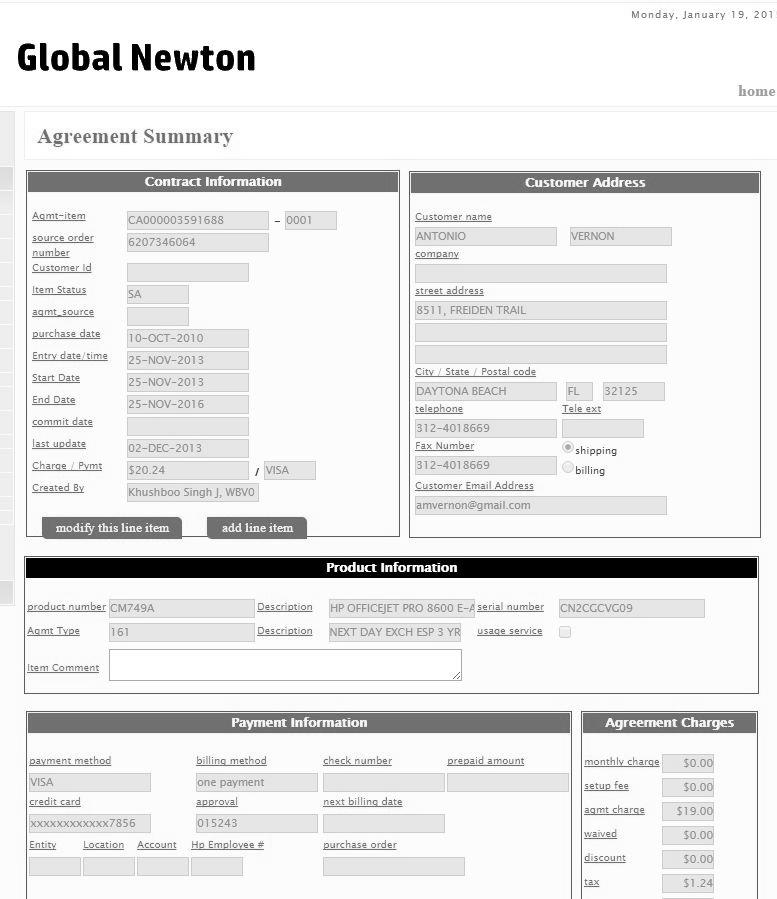 Monday, January 19, 201
Global Newton
home
Agreement Summary
Contract Information
Agmt-item CA000003591688 - 0001
source order number 6207346064
Customer Id
Item Status SA
agmt_source
purchase date 10-OCT-2010
Entry date/time 25-NOV-2013
Start Date 25-NOV-2013
End Date 25-NOV-2016
commit date
last update 02-DEC-2013
Charge / Pymt $20.24 / VISA
Created By Khushboo Singh J, WBV0
modify this line item add line item
Customer Address
Customer name
ANTONIO VERNON
company
street address
8511, FREIDEN TRAIL
City / State / Postal code
DAYTONA BEACH FL 32125
telephone Tele ext
312-4018669
Fax Number shipping
312-4018669 billing
Customer Email Address
amvernon@gmail.com
Product Information
product number CM749A Description HP OFFICEJET PRO 8600 E-A serial number CN2CGCVG09
Agmt Type 161 Description NEXT DAY EXCH ESP 3 YR usage service
Item Comment
Payment Information
payment method billing method check number prepaid amount
VISA one payment
credit card approval next billing date
xxxxxxxxxxxx7856 015243
Entity Location Account Hp Employee # purchase order
Agreement Charges
monthly charge $0.00
setup fee $0.00
agmt charge $19.00
waived $0.00
discount $0.00
tax $1.24